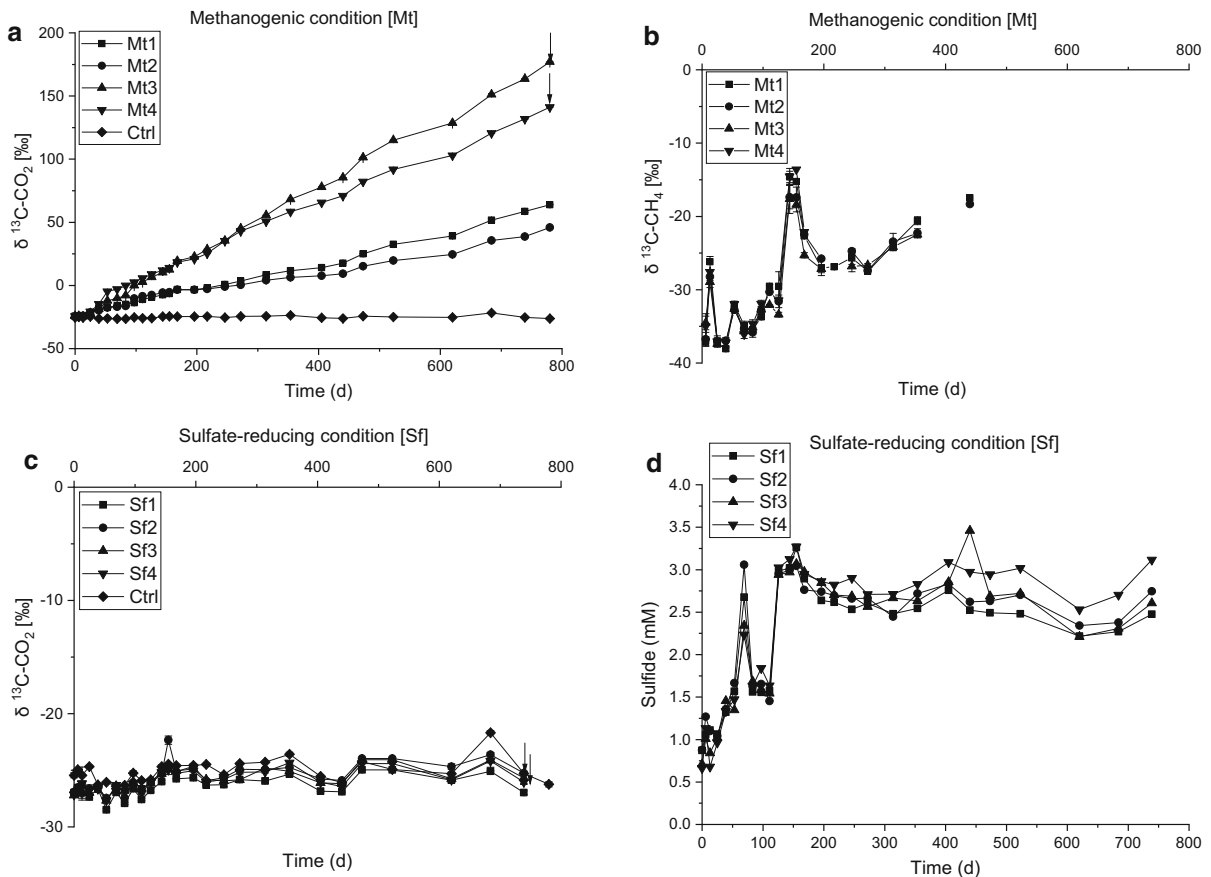 a
Methanogenic condition [Mt]
200
150
100
50
0
-50
δ ¹³C-CO₂ [‰]
Mt1
Mt2
Mt3
Mt4
Ctrl
0 200 400 600 800
Time (d)
b
Methanogenic condition [Mt]
0 200 400 600 800
0
-10
-20
-30
-40
δ ¹³C-CH₄ [‰]
Mt1
Mt2
Mt3
Mt4
Time (d)
c
Sulfate-reducing condition [Sf]
0 200 400 600 800
0
-10
-20
-30
δ ¹³C-CO₂ [‰]
Sf1
Sf2
Sf3
Sf4
Ctrl
Time (d)
d
Sulfate-reducing condition [Sf]
Sf1
Sf2
Sf3
Sf4
4.0
3.5
3.0
2.5
2.0
1.5
1.0
0.5
0.0
Sulfide (mM)
0 100 200 300 400 500 600 700 800
Time (d)